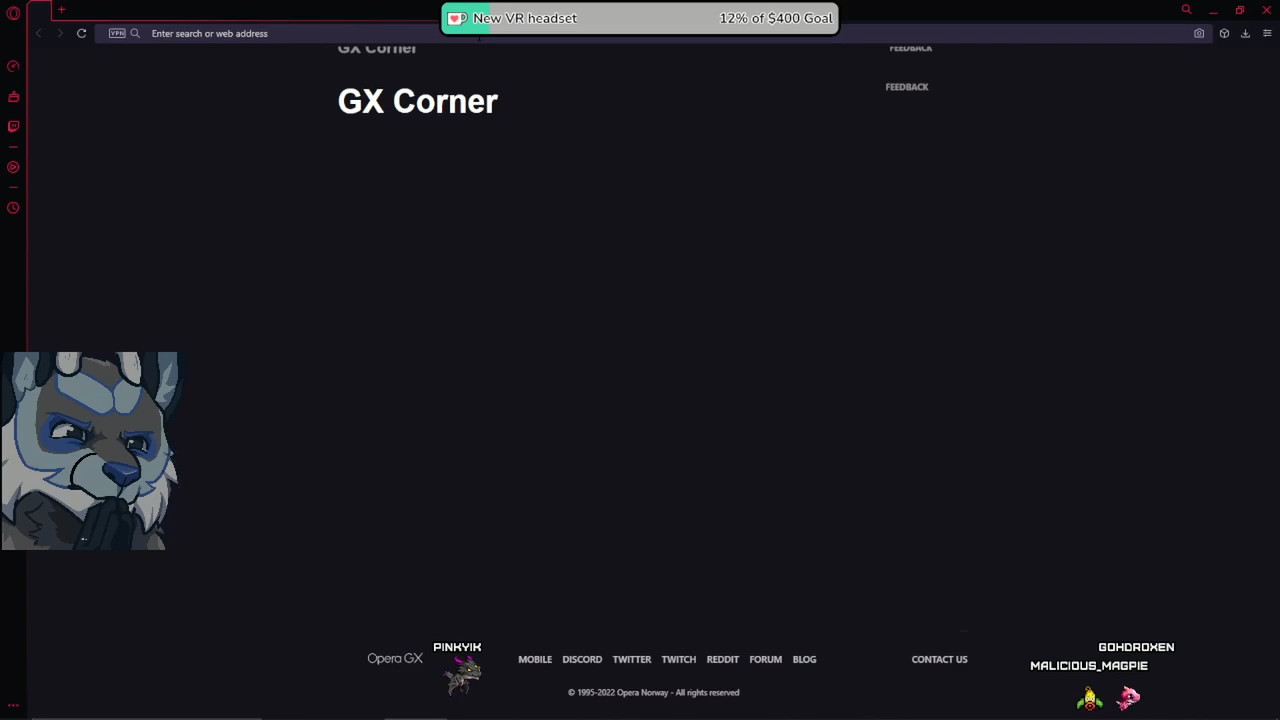 New VR headset 12% of $400 Goal
VPN Enter search or web address
GX Corner FEEDBACK
GX Corner FEEDBACK
Opera GX PINKYIK MOBILE DISCORD TWITTER TWITCH REDDIT FORUM BLOG CONTACT US
GOHDROXEN
MALICIOUS_MAGPIE
© 1995-2022 Opera Norway - All rights reserved